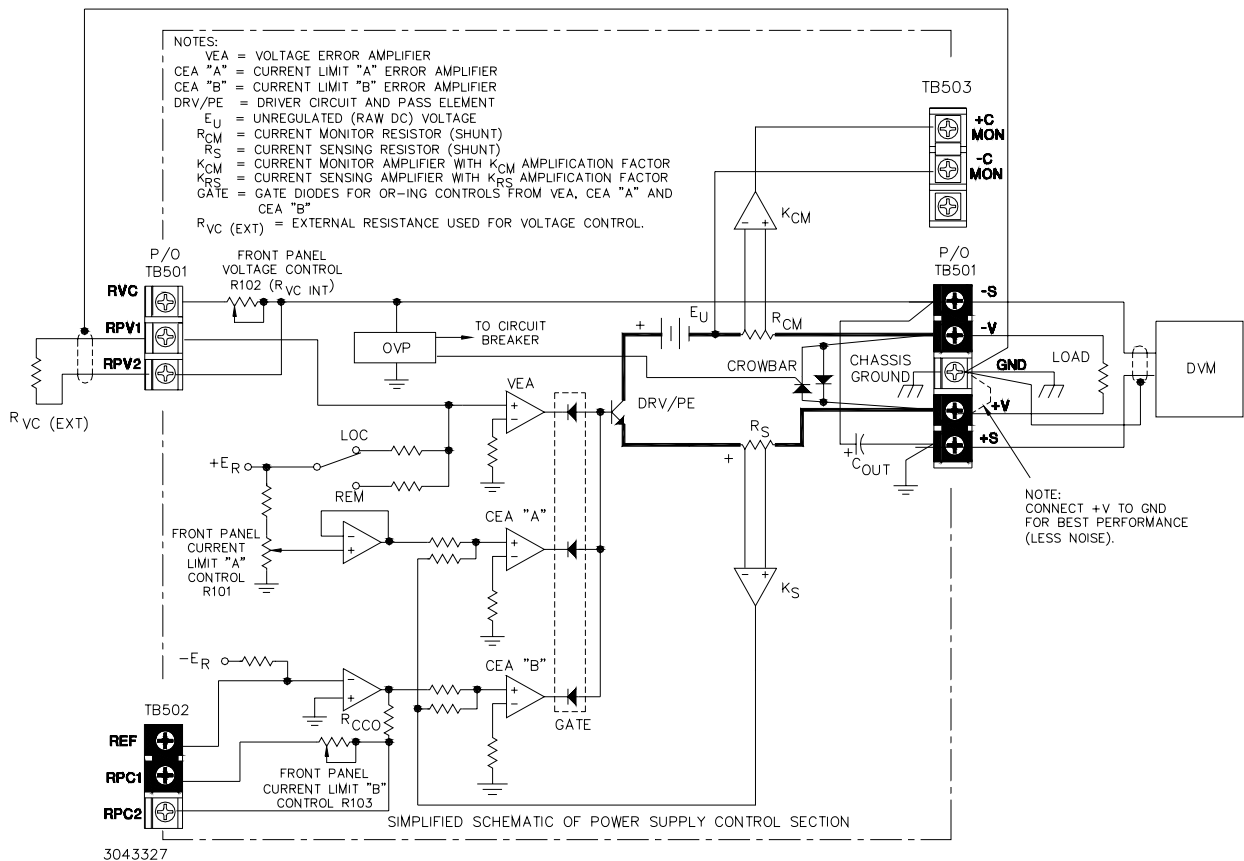 NOTES:
VEA = VOLTAGE ERROR AMPLIFIER
CEA "A" = CURRENT LIMIT "A" ERROR AMPLIFIER
CEA "B" = CURRENT LIMIT "B" ERROR AMPLIFIER
DRV/PE = DRIVER CIRCUIT AND PASS ELEMENT
EU = UNREGULATED (RAW DC) VOLTAGE
RCM = CURRENT MONITOR RESISTOR (SHUNT)
RS = CURRENT SENSING RESISTOR (SHUNT)
KCM = CURRENT MONITOR AMPLIFIER WITH KCM AMPLIFICATION FACTOR
KRS = CURRENT SENSING AMPLIFIER WITH KRS AMPLIFICATION FACTOR
GATE = GATE DIODES FOR OR-ING CONTROLS FROM VEA, CEA "A" AND
CEA "B"
RVC (EXT) = EXTERNAL RESISTANCE USED FOR VOLTAGE CONTROL.
TB503
+C
MON
-C
MON
KCM
- +
P/O
TB501
FRONT PANEL
VOLTAGE CONTROL
R102 (RVC INT)
P/O
TB501
RVC
RPV1
RPV2
RVC (EXT)
OVP
TO CIRCUIT
BREAKER
+
EU
RCM
CROWBAR
CHASSIS
GROUND
-S
-V
GND
+V
+S
LOAD
DVM
VEA
+
-
DRV/PE
RS
+
+
COUT
NOTE:
CONNECT +V TO GND
FOR BEST PERFORMANCE
(LESS NOISE).
+ER
LOC
REM
FRONT PANEL
CURRENT
LIMIT "A"
CONTROL
R101
-
+
CEA "A"
+
-
- +
KS
-ER
-
+
RCCO
CEA "B"
+
-
GATE
TB502
REF
RPC1
RPC2
FRONT PANEL
CURRENT LIMIT "B"
CONTROL R103
SIMPLIFIED SCHEMATIC OF POWER SUPPLY CONTROL SECTION
3043327